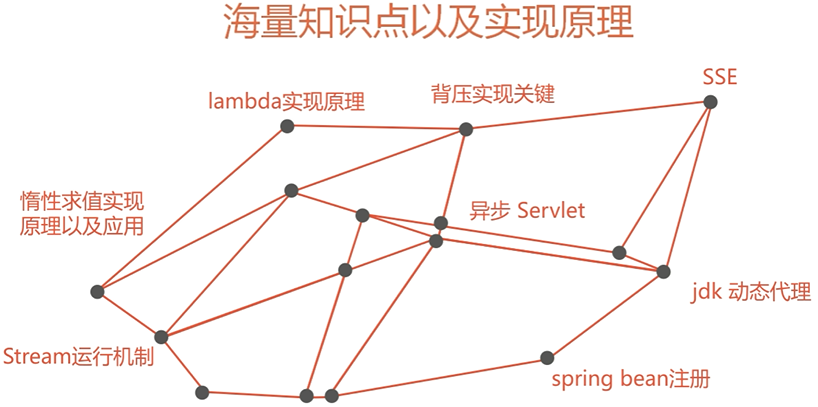 海量知识点以及实现原理
SSE
lambda实现原理
背压实现关键
惰性求值实现
原理以及应用
异步 Servlet
jdk 动态代理
Stream运行机制
spring bean注册